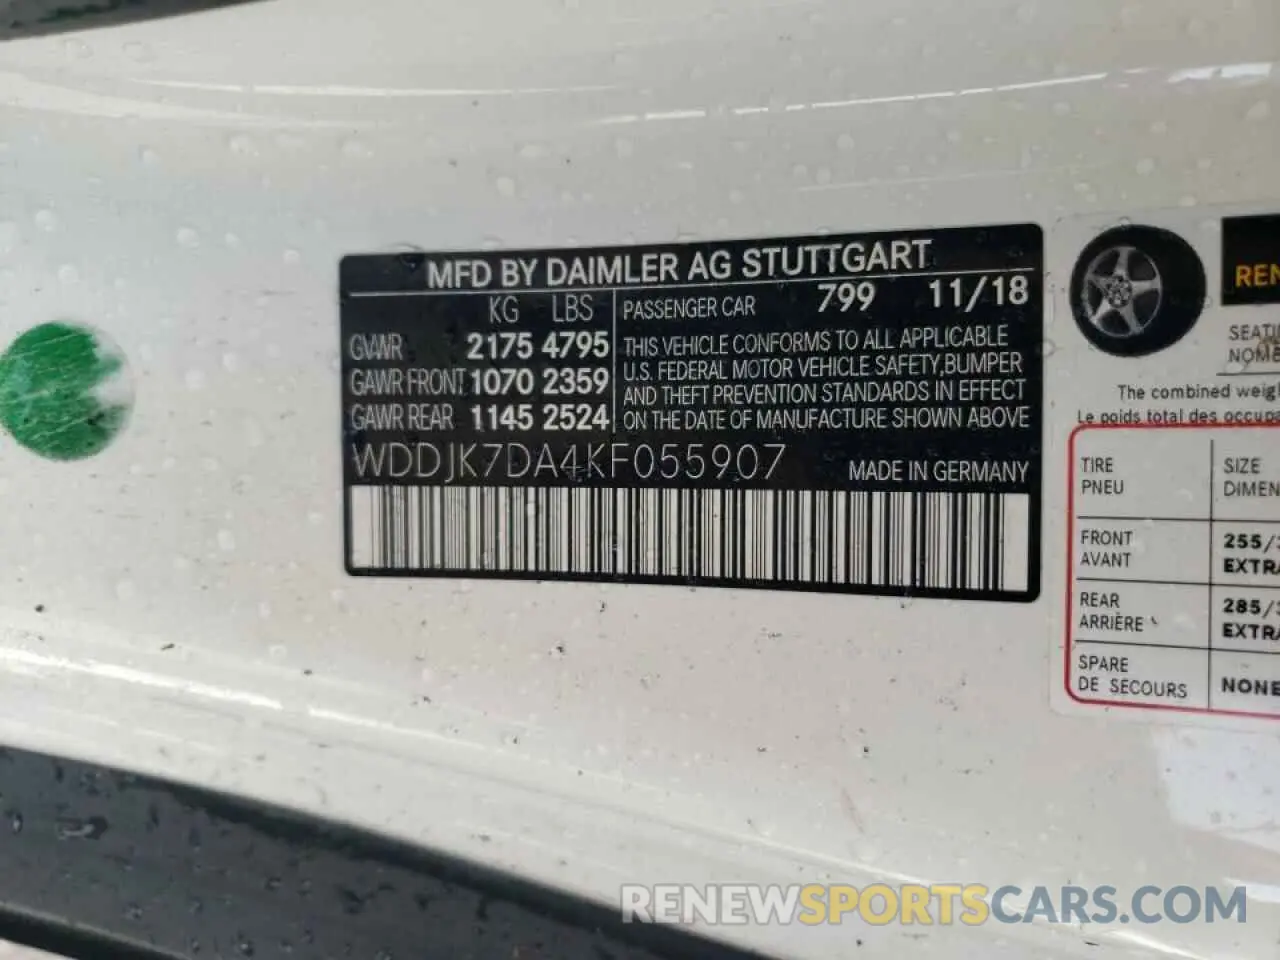 MFD BY DAIMLER AG STUTTGART
KG LBS
GVWR 2175 4795
GAWR FRONT 1070 2359
GAWR REAR 1145 2524
PASSENGER CAR 799 11/18
THIS VEHICLE CONFORMS TO ALL APPLICABLE
U.S. FEDERAL MOTOR VEHICLE SAFETY, BUMPER
AND THEFT PREVENTION STANDARDS IN EFFECT
ON THE DATE OF MANUFACTURE SHOWN ABOVE
WDDJK7DA4KF055907
MADE IN GERMANY
The combined
Le poids total des
TIRE
PNEU
SIZE
FRONT
AVANT
255/
REAR
ARRIÈRE
285/
SPARE
DE SECOURS
NONE
RENEWSPORTSCARS.COM